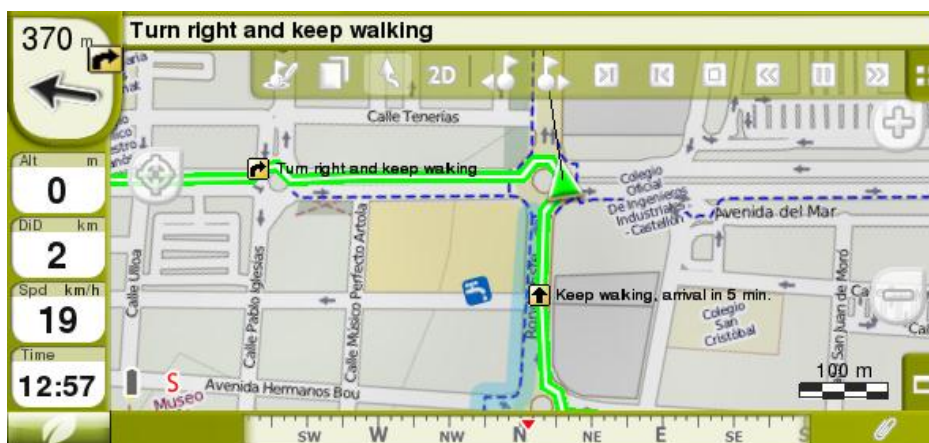 370 m
Turn right and keep walking
2D
Calle Tenerías
Turn right and keep walking
Colegio
Oficial
De Ingenieros
Industriales
- Castellón
Avenida del Mar
Alt m
0
DiD km
2
Spd km/h
19
Time
12:57
Calle Ulloa
Calle Pablo Iglesias
Calle Músico Perfecto Artola
Keep walking, arrival in 5 min.
Colegio
San
Cristóbal
San Juan de Moró
100 m
S
Museo
Avenida Hermanos Bou
SW W NW N NE E SE S